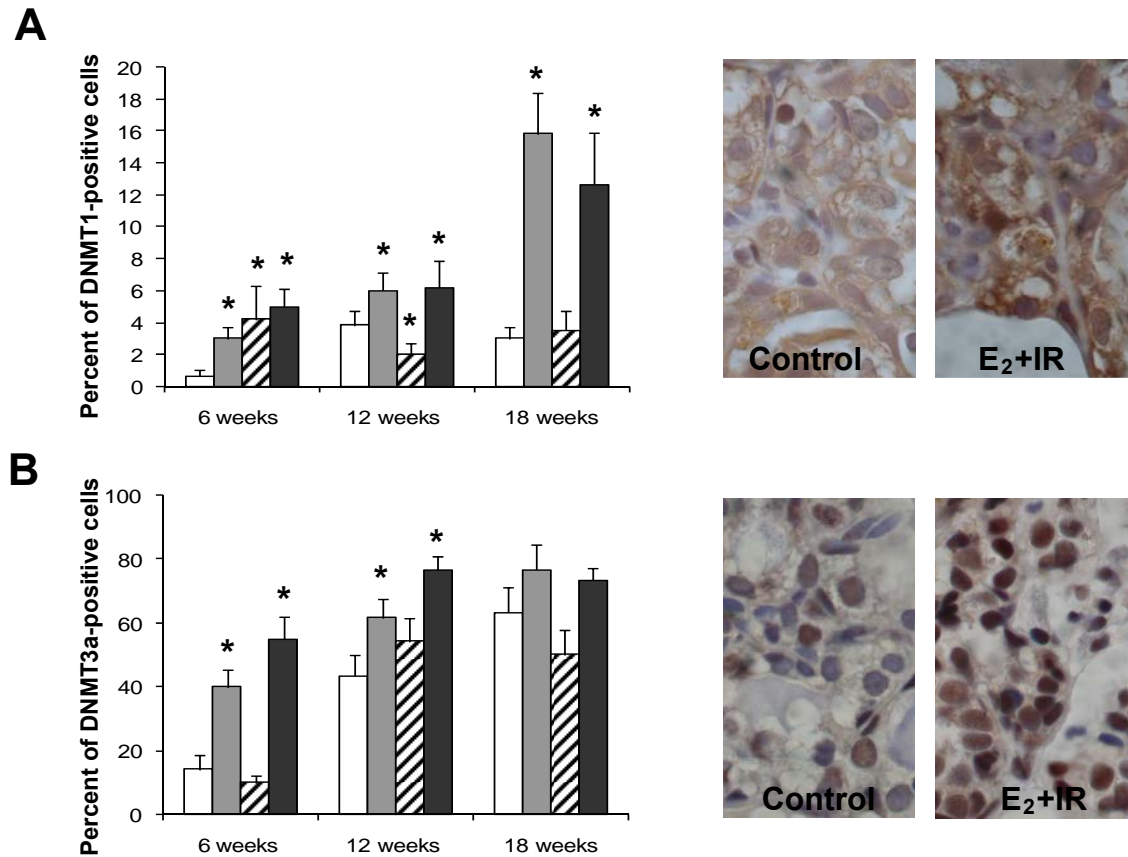 A
Percent of DNMT1-positive cells
20
18
16
14
12
10
8
6
4
2
0
* * * * * * * *
6 weeks 12 weeks 18 weeks
Control
E₂+IR
B
Percent of DNMT3a-positive cells
100
80
60
40
20
0
* * * *
6 weeks 12 weeks 18 weeks
Control
E₂+IR